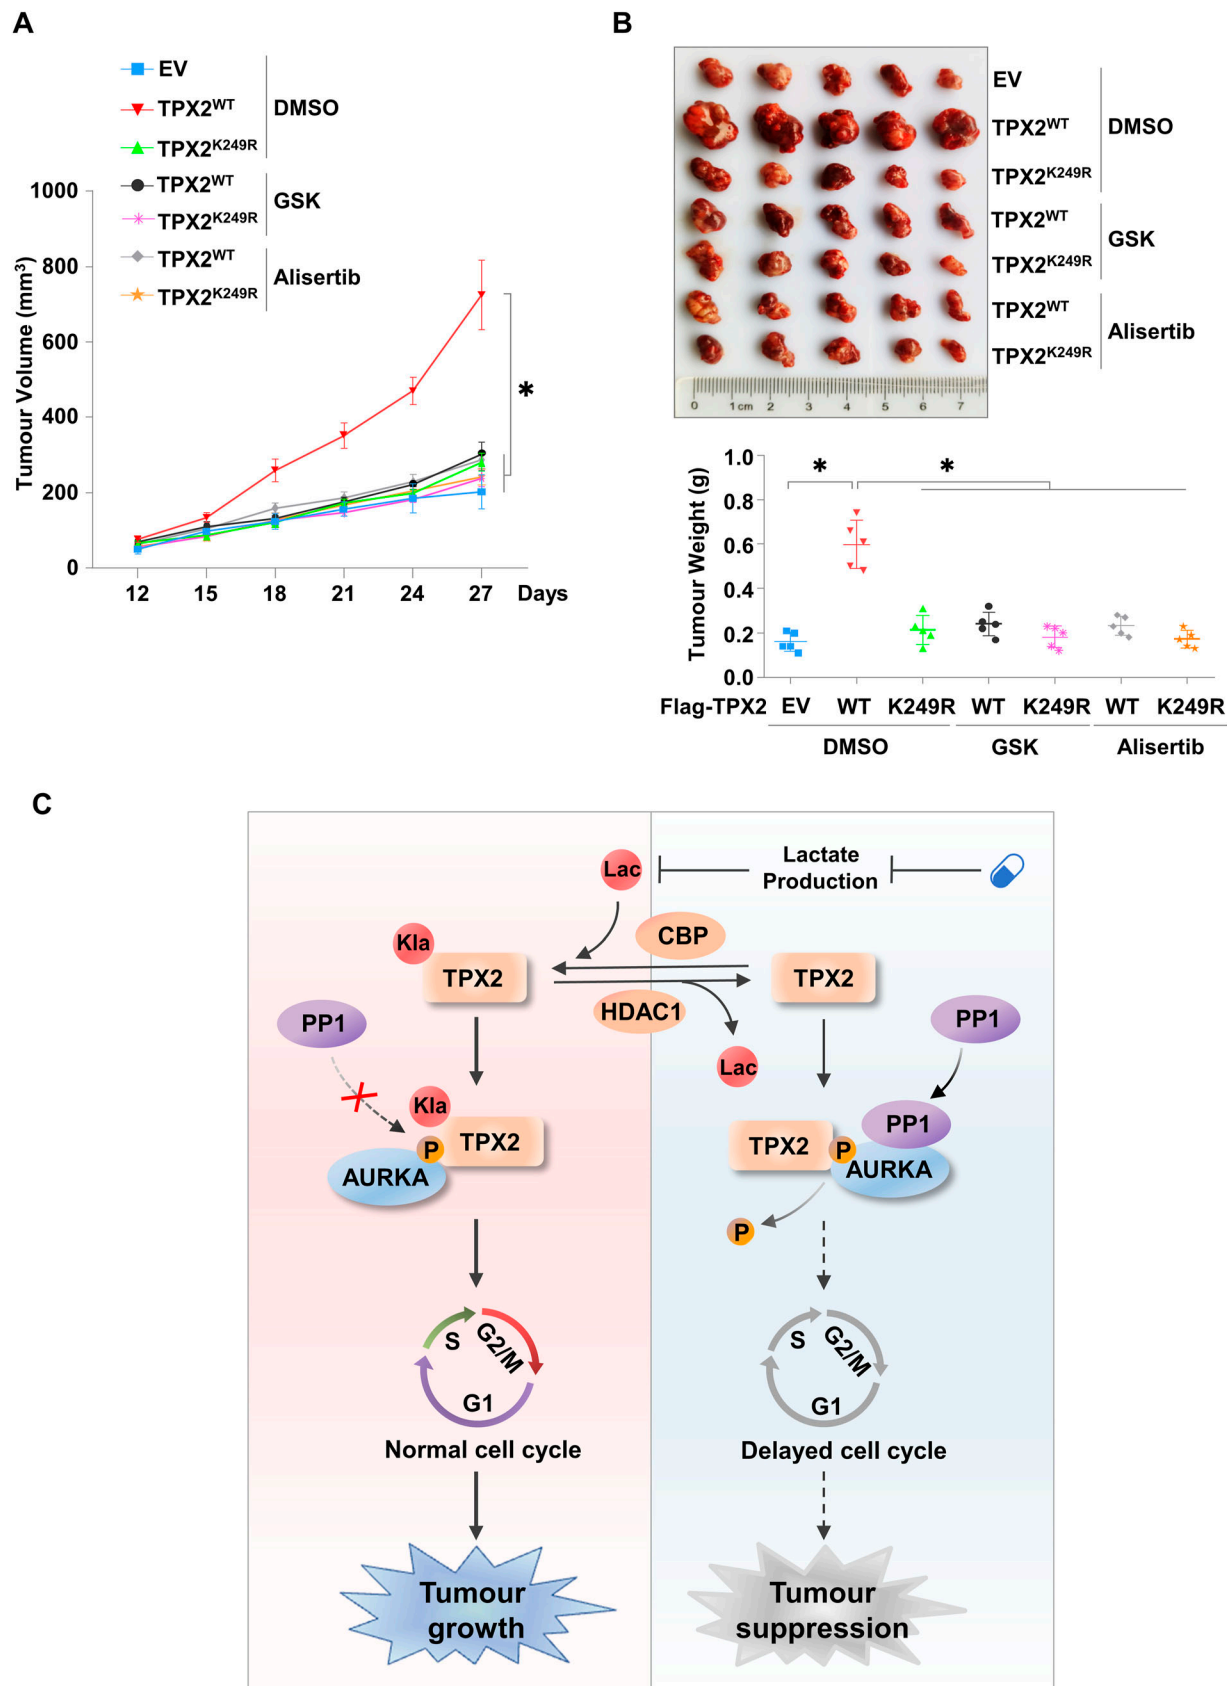 A
EV
TPX2WT
TPX2K249R
DMSO
TPX2WT
TPX2K249R
GSK
TPX2WT
TPX2K249R
Alisertib
Tumour Volume (mm3)
1000
800
600
400
200
0
12 15 18 21 24 27 Days
*
B
EV
TPX2WT
TPX2K249R
DMSO
TPX2WT
TPX2K249R
GSK
TPX2WT
TPX2K249R
Alisertib
0 1cm 2 3 4 5 6 7
Tumour Weight (g)
1.0
0.8
0.6
0.4
0.2
0.0
* *
Flag-TPX2 EV WT K249R WT K249R WT K249R
DMSO GSK Alisertib
C
Lac
Lactate
Production
Kla
TPX2
CBP
HDAC1
TPX2
Lac
PP1
PP1
Kla
P
TPX2
AURKA
TPX2
P
PP1
AURKA
P
S
G2/M
G1
S
G2/M
G1
Normal cell cycle
Delayed cell cycle
Tumour
growth
Tumour
suppression